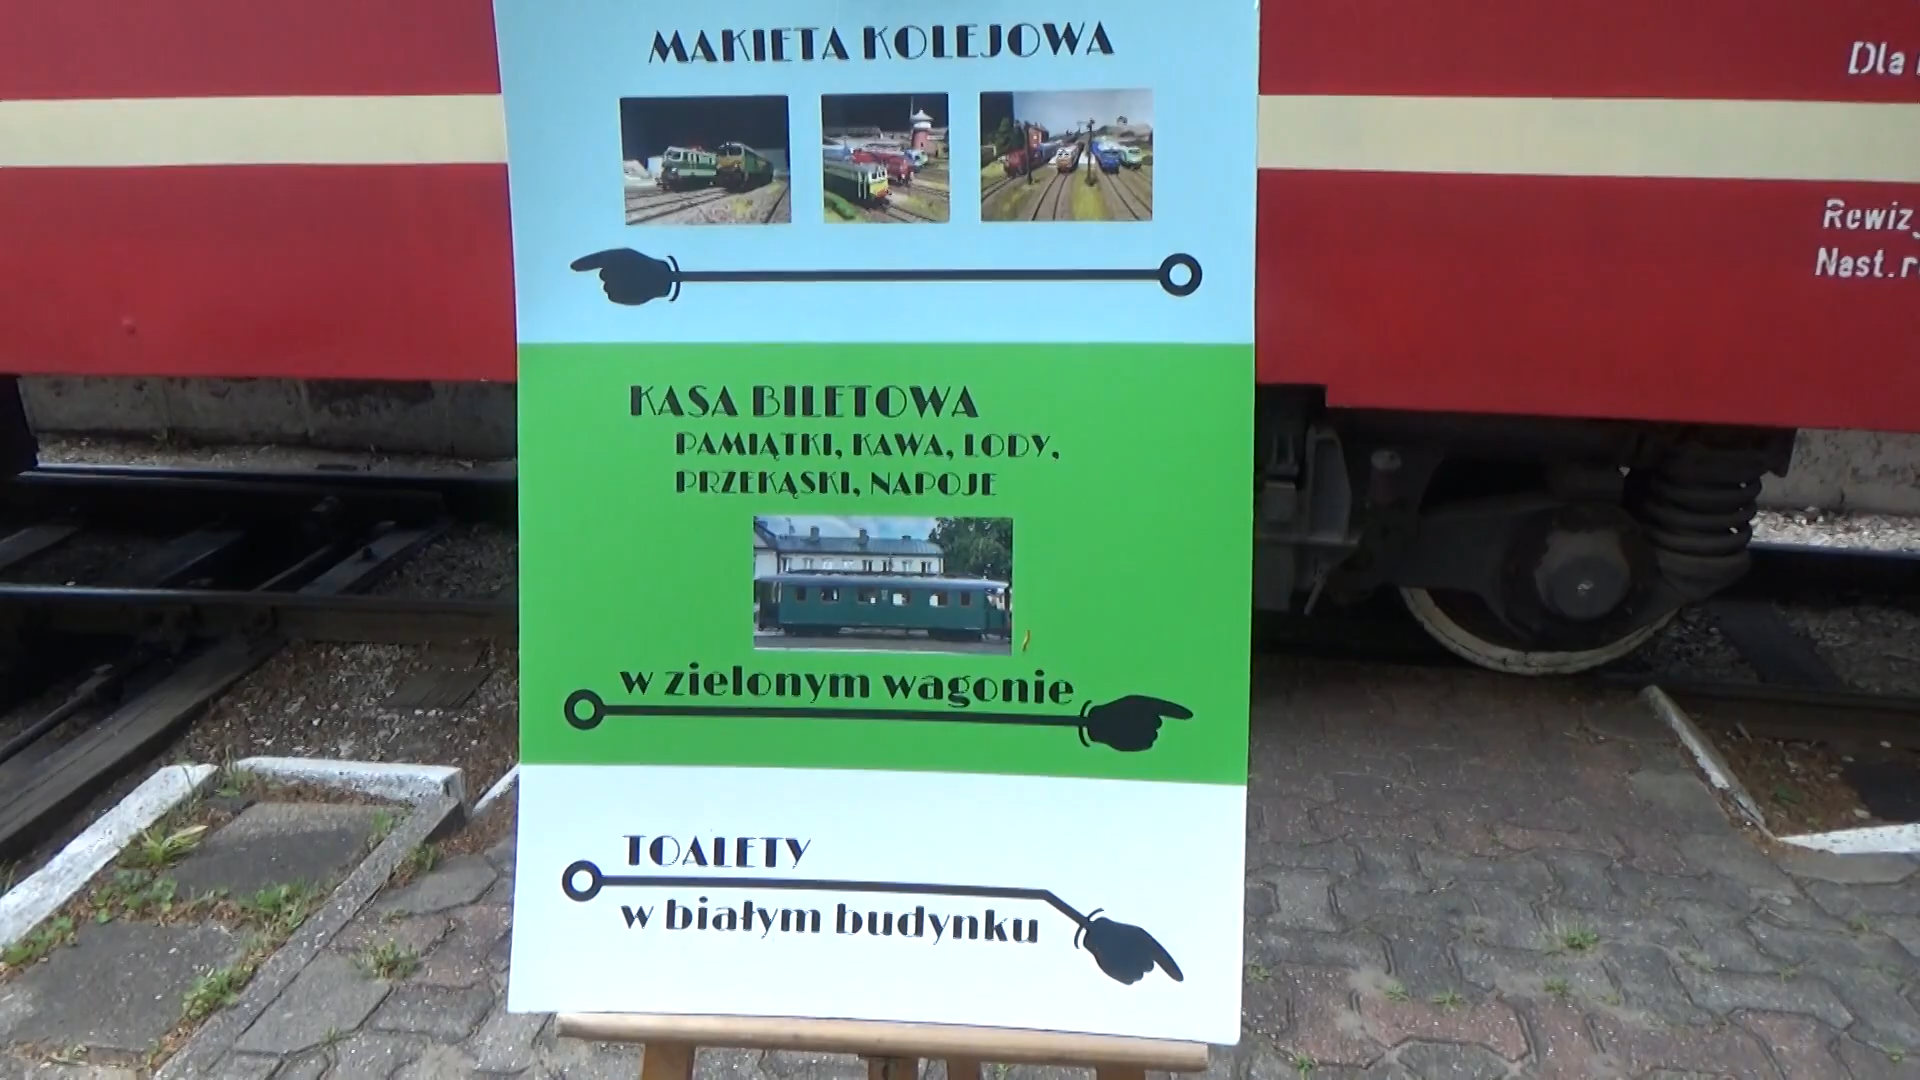 MAKIETA KOLEJOWA
KASA BILETOWA
PAMIĄTKI, KAWA, LODY,
PRZEKĄSKI, NAPOJE
w zielonym wagonie
TOALETY
w białym budynku
Dla
Rewiz
Nast.r